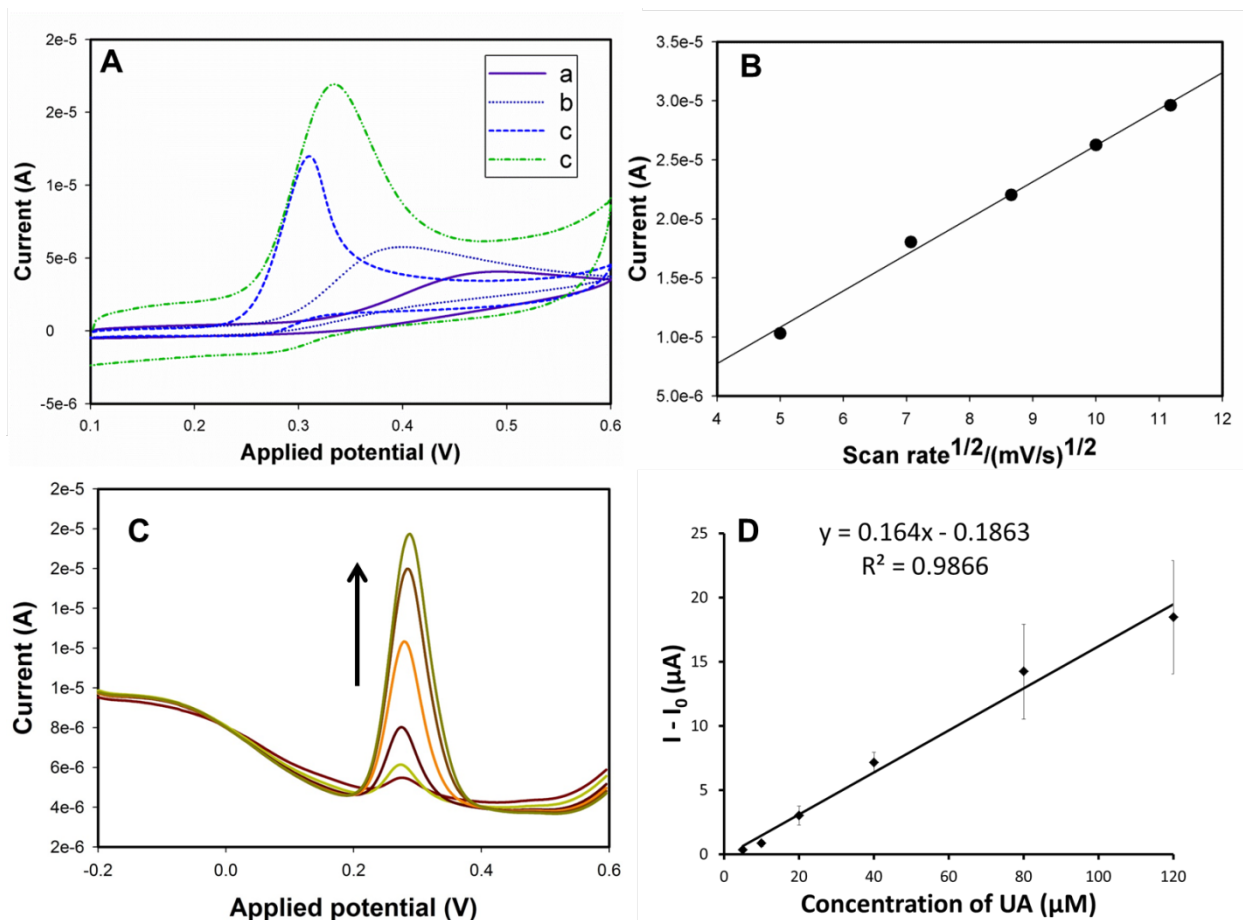 A
2e-5
2e-5
1e-5
5e-6
0
-5e-6
Current (A)
0.1 0.2 0.3 0.4 0.5 0.6
Applied potential (V)
a
b
c
c
B
3.5e-5
3.0e-5
2.5e-5
2.0e-5
1.5e-5
1.0e-5
5.0e-6
Current (A)
4 5 6 7 8 9 10 11 12
Scan rate1/2/(mV/s)1/2
C
2e-5
2e-5
2e-5
1e-5
1e-5
1e-5
8e-6
6e-6
4e-6
2e-6
Current (A)
-0.2 0.0 0.2 0.4 0.6
Applied potential (V)
D
y = 0.164x - 0.1863
R² = 0.9866
25
20
15
10
5
0
I - I0 (µA)
0 20 40 60 80 100 120
Concentration of UA (µM)